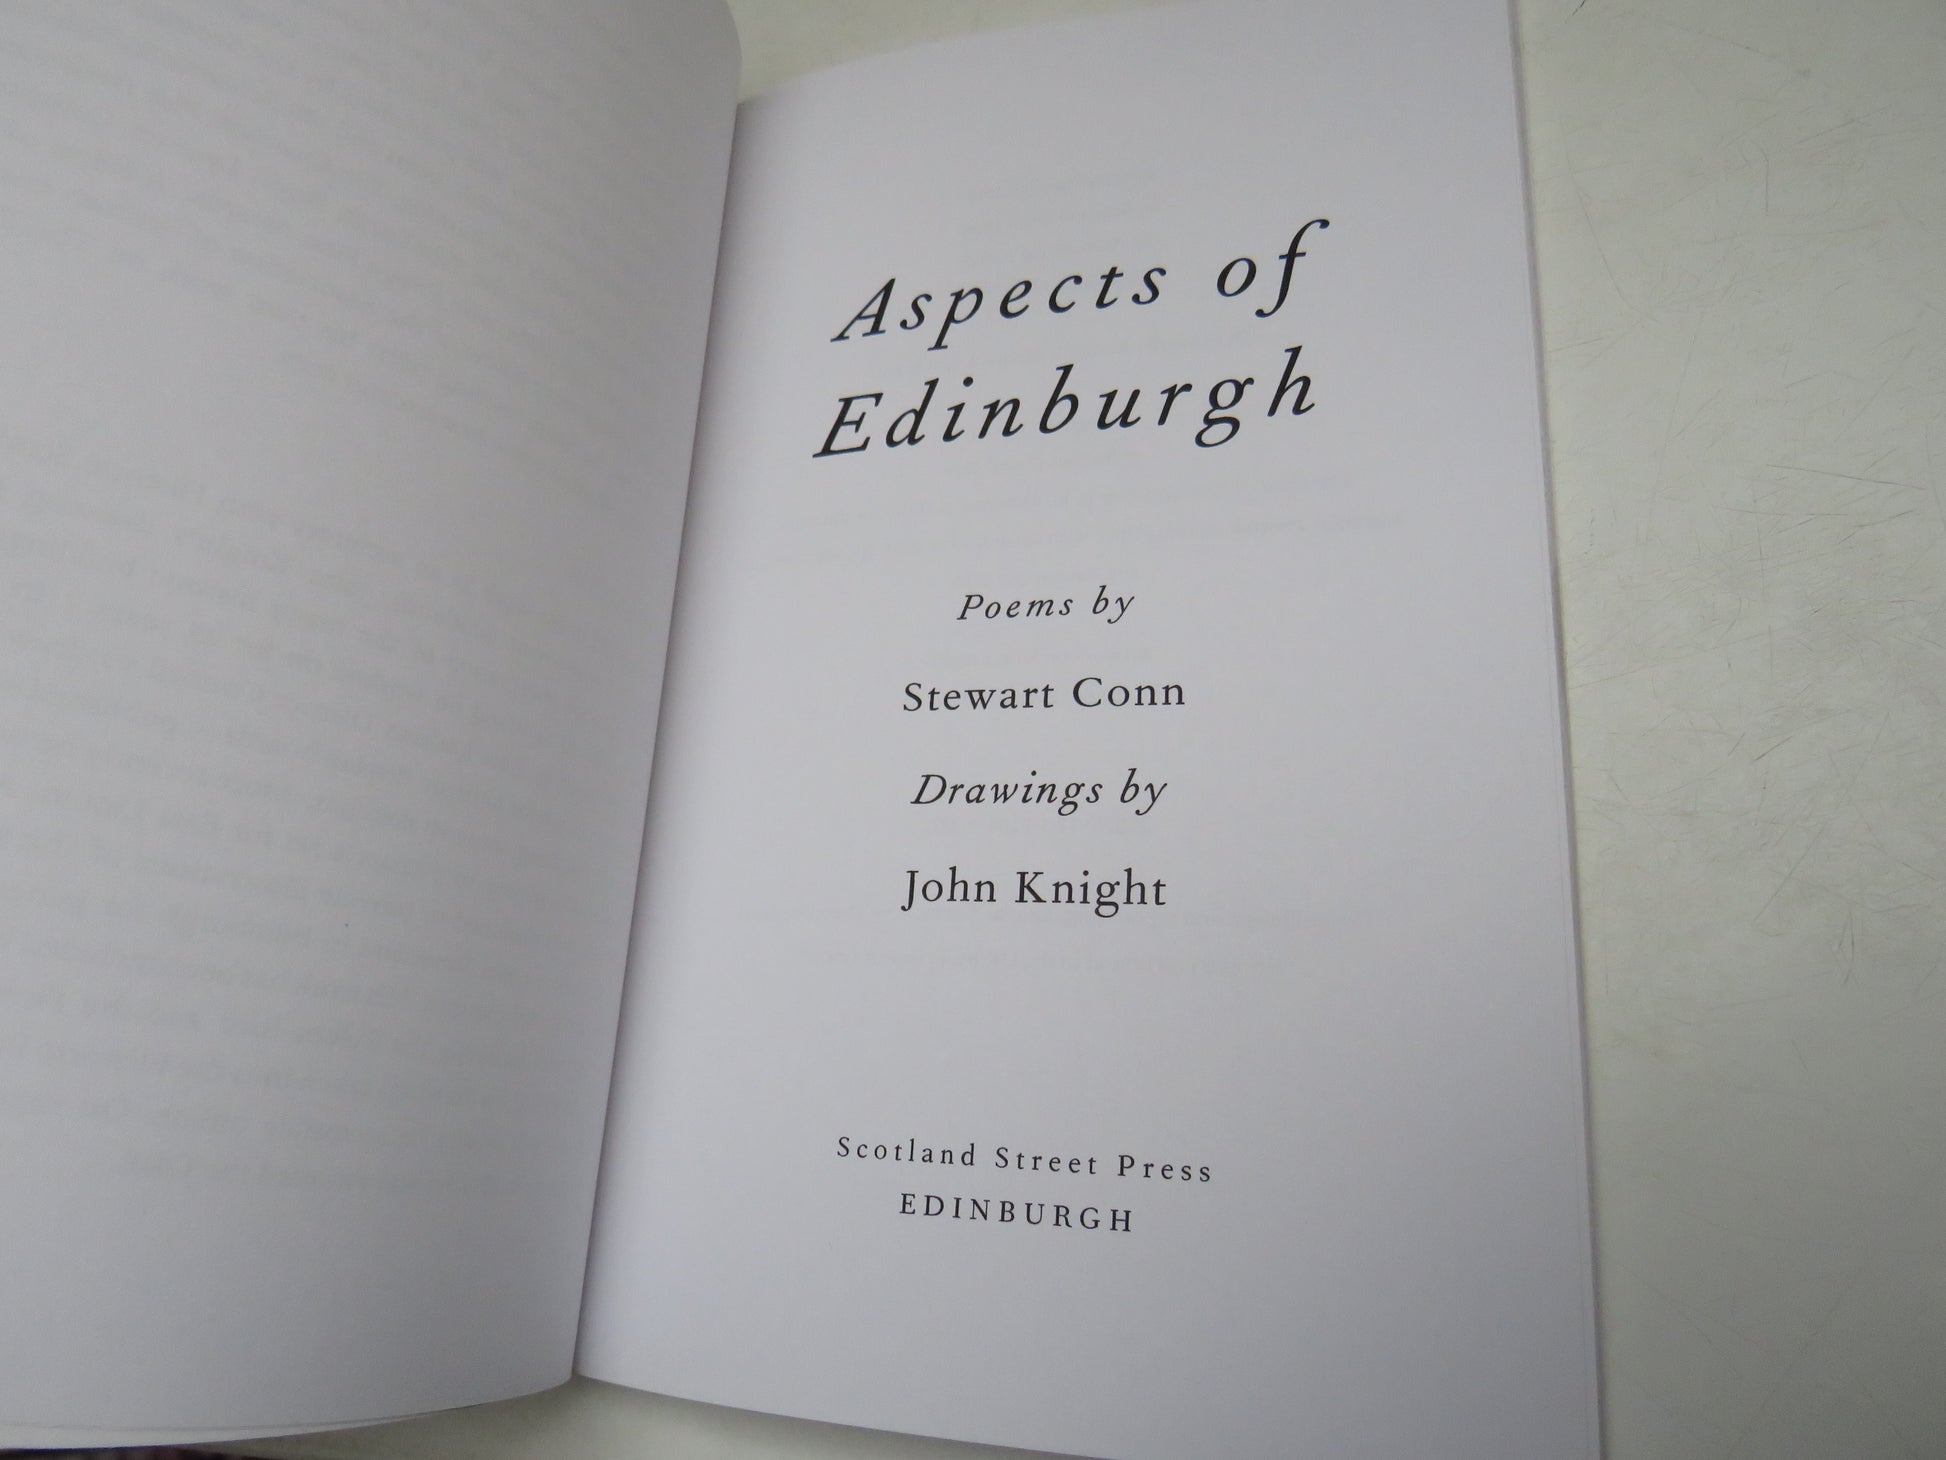 Aspects of
Edinburgh
Poems by
Stewart Conn
Drawings by
John Knight
Scotland Street Press
EDINBURGH